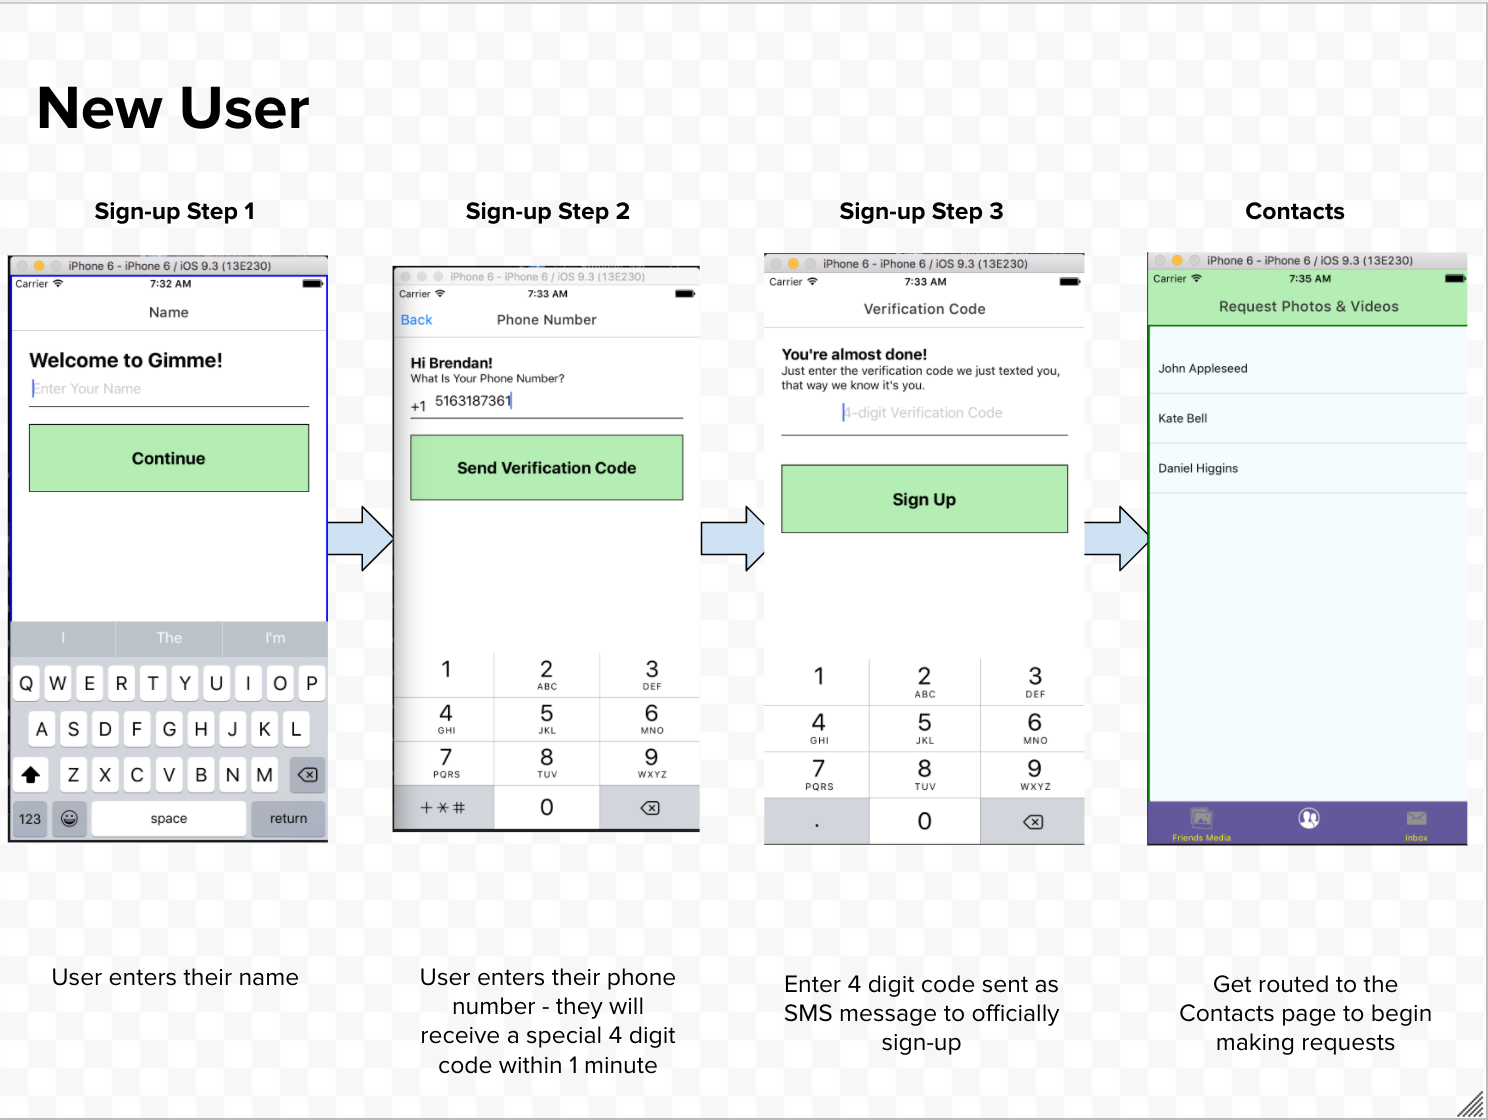 New User
Sign-up Step 1
iPhone 6 - iPhone 6 / iOS 9.3 (13E230)
Carrier 7:32 AM
Name
Welcome to Gimme!
Enter Your Name
Continue
I The I'm
Q W E R T Y U I O P
A S D F G H J K L
Z X C V B N M
123 space return
User enters their name
Sign-up Step 2
iPhone 6 - iPhone 6 / iOS 9.3 (13E230)
Carrier 7:33 AM
Back Phone Number
Hi Brendan!
What Is Your Phone Number?
+1 5163187361
Send Verification Code
1 2 3
ABC DEF
4 5 6
GHI JKL MNO
7 8 9
PQRS TUV WXYZ
+*# 0
User enters their phone
number - they will
receive a special 4 digit
code within 1 minute
Sign-up Step 3
iPhone 6 - iPhone 6 / iOS 9.3 (13E230)
Carrier 7:33 AM
Verification Code
You're almost done!
Just enter the verification code we just texted you,
that way we know it's you.
4-digit Verification Code
Sign Up
1 2 3
ABC DEF
4 5 6
GHI JKL MNO
7 8 9
PQRS TUV WXYZ
. 0
Enter 4 digit code sent as
SMS message to officially
sign-up
Contacts
iPhone 6 - iPhone 6 / iOS 9.3 (13E230)
Carrier 7:35 AM
Request Photos & Videos
John Appleseed
Kate Bell
Daniel Higgins
Friends Media Inbox
Get routed to the
Contacts page to begin
making requests